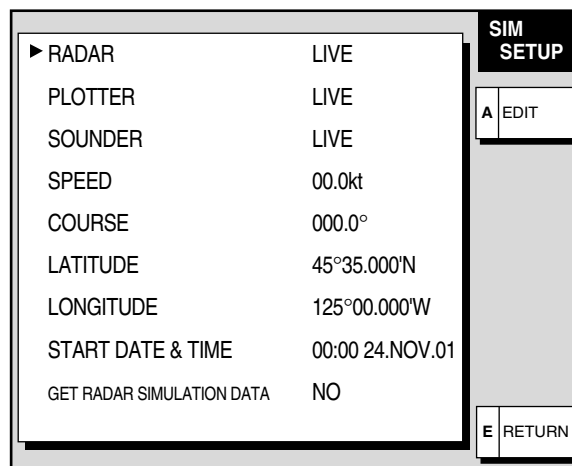 SIM
SETUP
▶ RADAR LIVE
PLOTTER LIVE
SOUNDER LIVE
SPEED 00.0kt
COURSE 000.0°
LATITUDE 45°35.000'N
LONGITUDE 125°00.000'W
START DATE & TIME 00:00 24.NOV.01
GET RADAR SIMULATION DATA NO
A EDIT
E RETURN